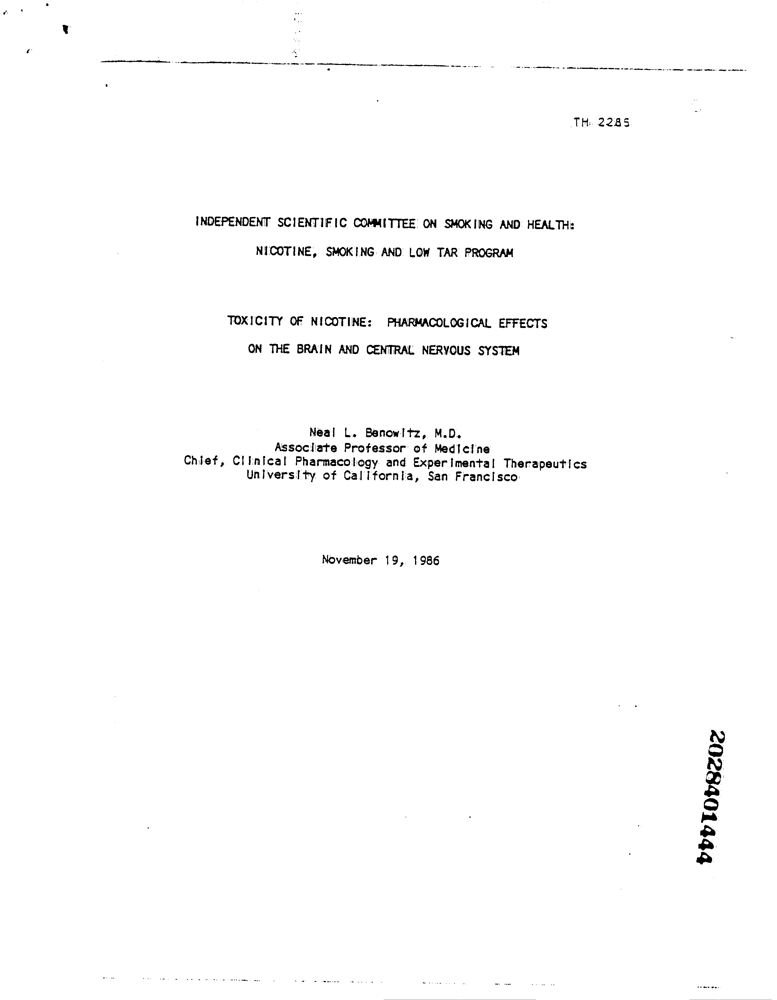 TH 2285
INDEPENDENT SCIENTIFIC COMMITTEE ON SMOKING AND HEALTH:
NICOTINE, SMOKING AND LOW TAR PROGRAM
TOXICITY OF NICOTINE: PHARMACOLOGICAL EFFECTS
ON THE BRAIN AND CENTRAL NERVOUS SYSTEM
Neal L. Benowitz, M.D.
Associate Professor of Medicine
Chief, Clinical Pharmacology and Experimental Therapeutics
University of California, San Francisco
November 19, 1986
2028401444